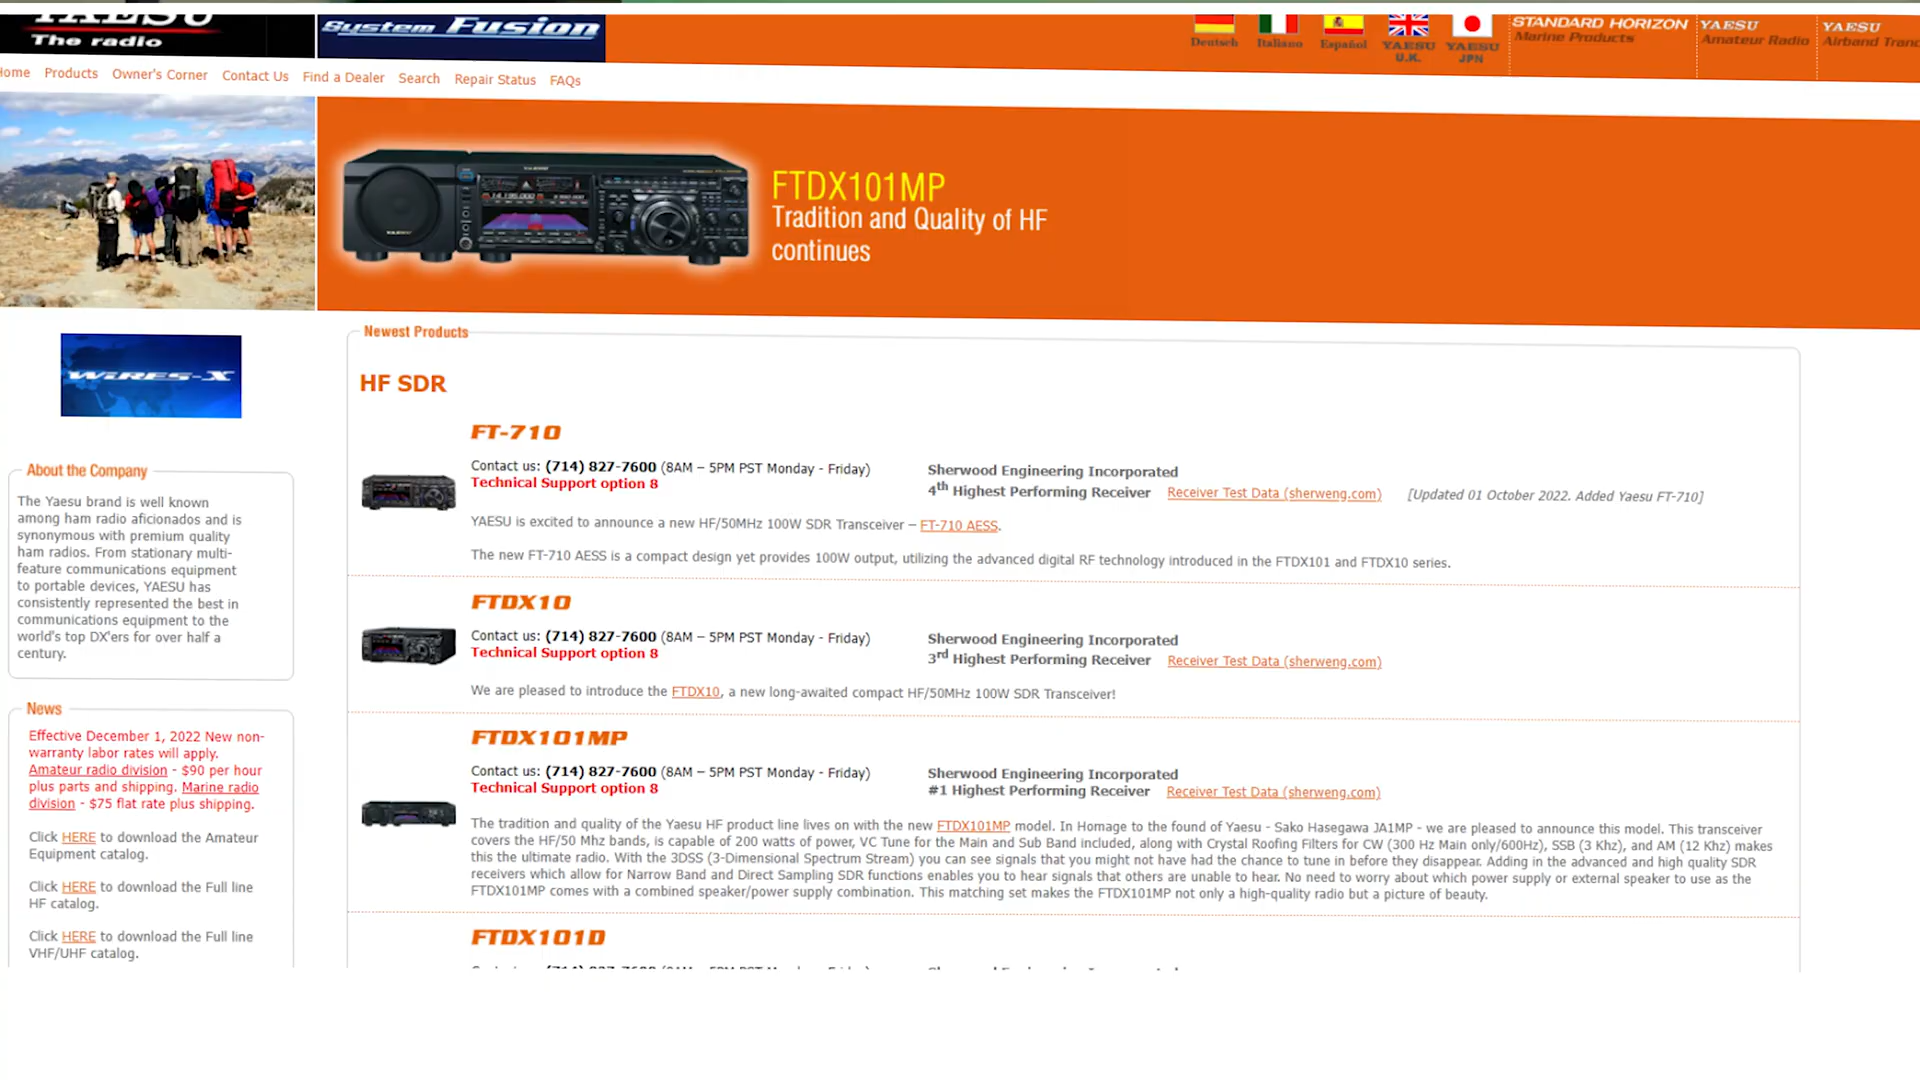 YAESU
The radio
System Fusion
Deutsch Italiano Español YAESU U.K. YAESU JPN
STANDARD HORIZON
Marine Products
YAESU
Amateur Radio
YAESU
Airband
Home Products Owner's Corner Contact Us Find a Dealer Search Repair Status FAQs
FTDX101MP
Tradition and Quality of HF
continues
WIRES-X
About the Company
The Yaesu brand is well known
among ham radio aficionados and is
synonymous with premium quality
ham radios. From stationary multi-
feature communications equipment
to portable devices, YAESU has
consistently represented the best in
communications equipment to the
world's top DX'ers for over half a
century.
News
Effective December 1, 2022 New non-
warranty labor rates will apply.
Amateur radio division - $90 per hour
plus parts and shipping. Marine radio
division - $75 flat rate plus shipping.
Click HERE to download the Amateur
Equipment catalog.
Click HERE to download the Full line
HF catalog.
Click HERE to download the Full line
VHF/UHF catalog.
Newest Products
HF SDR
FT-710
Contact us: (714) 827-7600 (8AM – 5PM PST Monday - Friday)
Technical Support option 8
Sherwood Engineering Incorporated
4th Highest Performing Receiver Receiver Test Data (sherweng.com) [Updated 01 October 2022. Added Yaesu FT-710]
YAESU is excited to announce a new HF/50MHz 100W SDR Transceiver – FT-710 AESS.
The new FT-710 AESS is a compact design yet provides 100W output, utilizing the advanced digital RF technology introduced in the FTDX101 and FTDX10 series.
FTDX10
Contact us: (714) 827-7600 (8AM – 5PM PST Monday - Friday)
Technical Support option 8
Sherwood Engineering Incorporated
3rd Highest Performing Receiver Receiver Test Data (sherweng.com)
We are pleased to introduce the FTDX10, a new long-awaited compact HF/50MHz 100W SDR Transceiver!
FTDX101MP
Contact us: (714) 827-7600 (8AM – 5PM PST Monday - Friday)
Technical Support option 8
Sherwood Engineering Incorporated
#1 Highest Performing Receiver Receiver Test Data (sherweng.com)
The tradition and quality of the Yaesu HF product line lives on with the new FTDX101MP model. In Homage to the found of Yaesu - Sako Hasegawa JA1MP - we are pleased to announce this model. This transceiver
covers the HF/50 Mhz bands, is capable of 200 watts of power, VC Tune for the Main and Sub Band included, along with Crystal Roofing Filters for CW (300 Hz Main only/600Hz), SSB (3 Khz), and AM (12 Khz) makes
this the ultimate radio. With the 3DSS (3-Dimensional Spectrum Stream) you can see signals that you might not have had the chance to tune in before they disappear. Adding in the advanced and high quality SDR
receivers which allow for Narrow Band and Direct Sampling SDR functions enables you to hear signals that others are unable to hear. No need to worry about which power supply or external speaker to use as the
FTDX101MP comes with a combined speaker/power supply combination. This matching set makes the FTDX101MP not only a high-quality radio but a picture of beauty.
FTDX101D